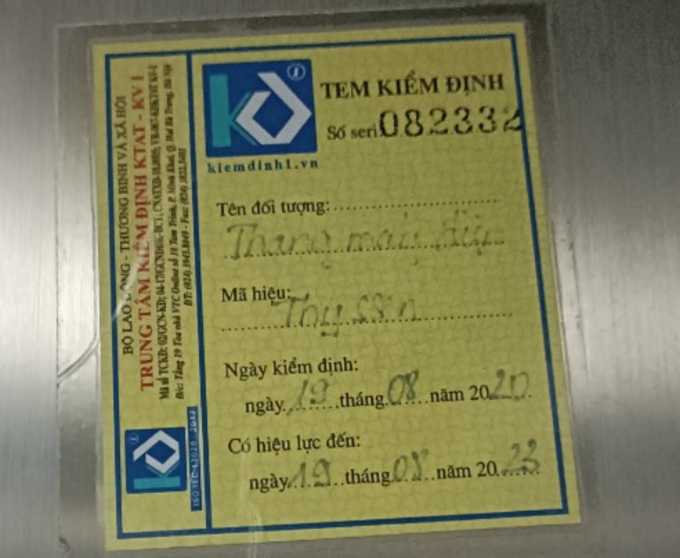 BỘ LAO ĐỘNG - THƯƠNG BINH VÀ XÃ HỘI
TRUNG TÂM KIỂM ĐỊNH KTAT - KV I
kiemdinh1.vn
TEM KIỂM ĐỊNH
Số seri 082332
Tên đối tượng:
Thang máy điện
Mã hiệu:
Thyssen
Ngày kiểm định:
ngày 19 tháng 08 năm 2020
Có hiệu lực đến:
ngày 19 tháng 08 năm 2023